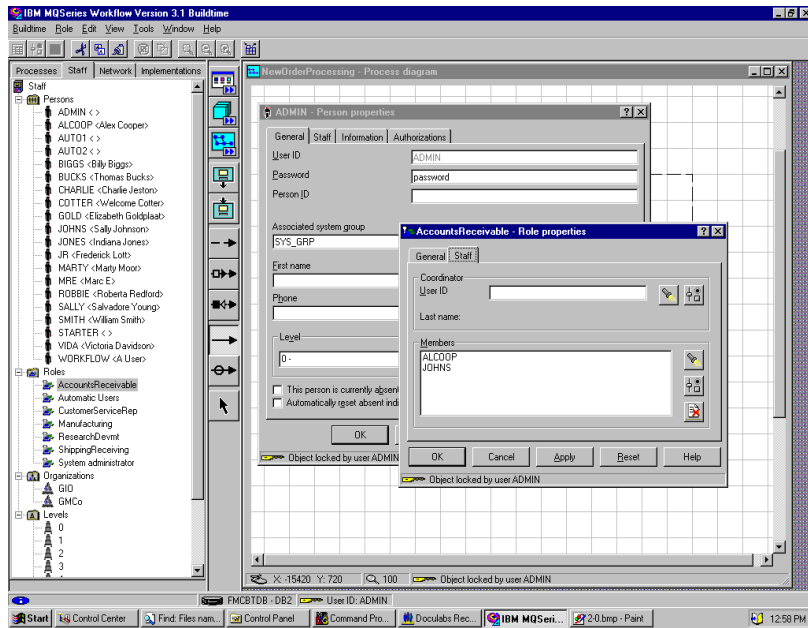 IBM MQSeries Workflow Version 3.1 Buildtime
Buildtime Role Edit View Tools Window Help
Processes Staff Network Implementations
Staff
Persons
ADMIN < >
ALCOOP <Alex Cooper>
AUTO1 < >
AUTO2 < >
BIGGS <Billy Biggs>
BUCKS <Thomas Bucks>
CHARLIE <Charlie Jeston>
COTTER <Welcome Cotter>
GOLD <Elizabeth Goldplaat>
JOHNS <Sally Johnson>
JONES <Indiana Jones>
JR <Frederick Lott>
MARTY <Marty Moor>
MRE <Marc E>
ROBBIE <Roberta Redford>
SALLY <Salvadore Young>
SMITH <William Smith>
STARTER < >
VIDA <Victoria Davidson>
WORKFLOW <A User>
Roles
AccountsReceivable
Automatic Users
CustomerServiceRep
Manufacturing
ResearchDevmt
ShippingReceiving
System administrator
Organizations
GIO
GMCo
Levels
0
1
2
3
NewOrderProcessing - Process diagram
ADMIN - Person properties
General Staff Information Authorizations
User ID
ADMIN
Password
password
Person ID
Associated system group
SYS_GRP
First name
Phone
Level
0 -
This person is currently absent
Automatically reset absent indi
OK
Object locked by user ADMIN
AccountsReceivable - Role properties
General Staff
Coordinator
User ID
Last name:
Members
ALCOOP
JOHNS
OK Cancel Apply Reset Help
Object locked by user ADMIN
X: -15420 Y: 720 100 Object locked by user ADMIN
FMCBTDB - DB2 User ID: ADMIN
Start Control Center Find: Files nam... Control Panel Command Pro... Doculabs Rec... IBM MQSeri... 2-0.bmp - Paint 12:58 PM